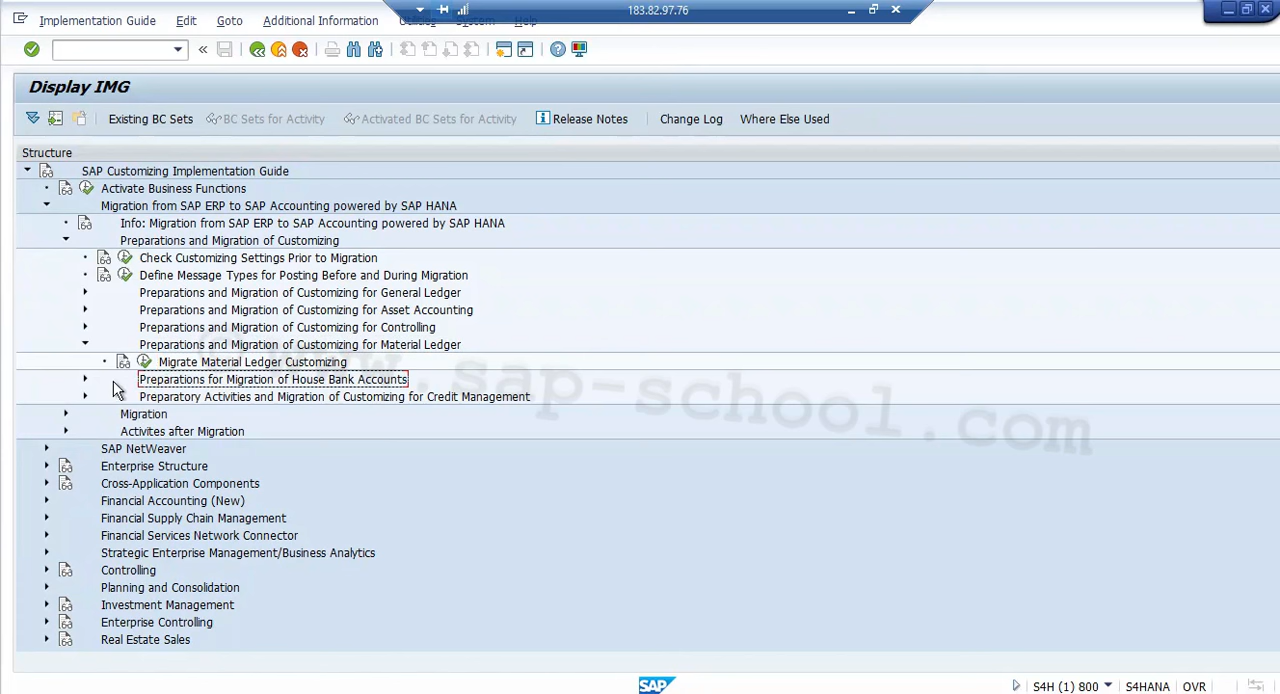 183.82.97.76
Implementation Guide Edit Goto Additional Information Utilities System Help
Display IMG
Existing BC Sets BC Sets for Activity Activated BC Sets for Activity Release Notes Change Log Where Else Used
Structure
SAP Customizing Implementation Guide
Activate Business Functions
Migration from SAP ERP to SAP Accounting powered by SAP HANA
Info: Migration from SAP ERP to SAP Accounting powered by SAP HANA
Preparations and Migration of Customizing
Check Customizing Settings Prior to Migration
Define Message Types for Posting Before and During Migration
Preparations and Migration of Customizing for General Ledger
Preparations and Migration of Customizing for Asset Accounting
Preparations and Migration of Customizing for Controlling
Preparations and Migration of Customizing for Material Ledger
Migrate Material Ledger Customizing
Preparations for Migration of House Bank Accounts
Preparatory Activities and Migration of Customizing for Credit Management
Migration
Activites after Migration
SAP NetWeaver
Enterprise Structure
Cross-Application Components
Financial Accounting (New)
Financial Supply Chain Management
Financial Services Network Connector
Strategic Enterprise Management/Business Analytics
Controlling
Planning and Consolidation
Investment Management
Enterprise Controlling
Real Estate Sales
www.sap-school.com
SAP
S4H (1) 800 S4HANA OVR